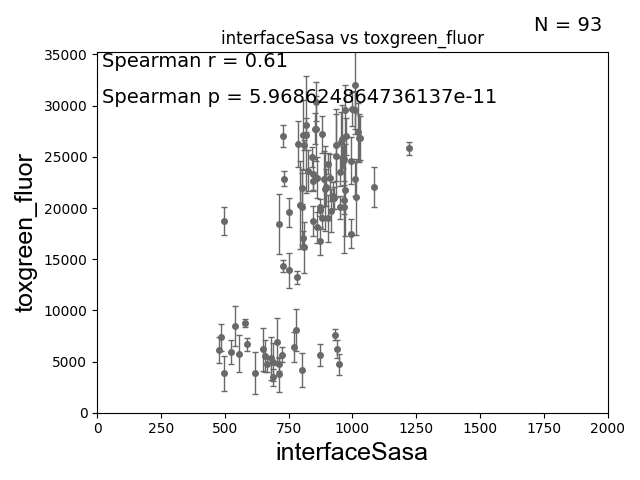 N = 93
interfaceSasa vs toxgreen_fluor
Spearman r = 0.61
Spearman p = 5.968624864736137e-11
toxgreen_fluor
35000
30000
25000
20000
15000
10000
5000
0
0 250 500 750 1000 1250 1500 1750 2000
interfaceSasa